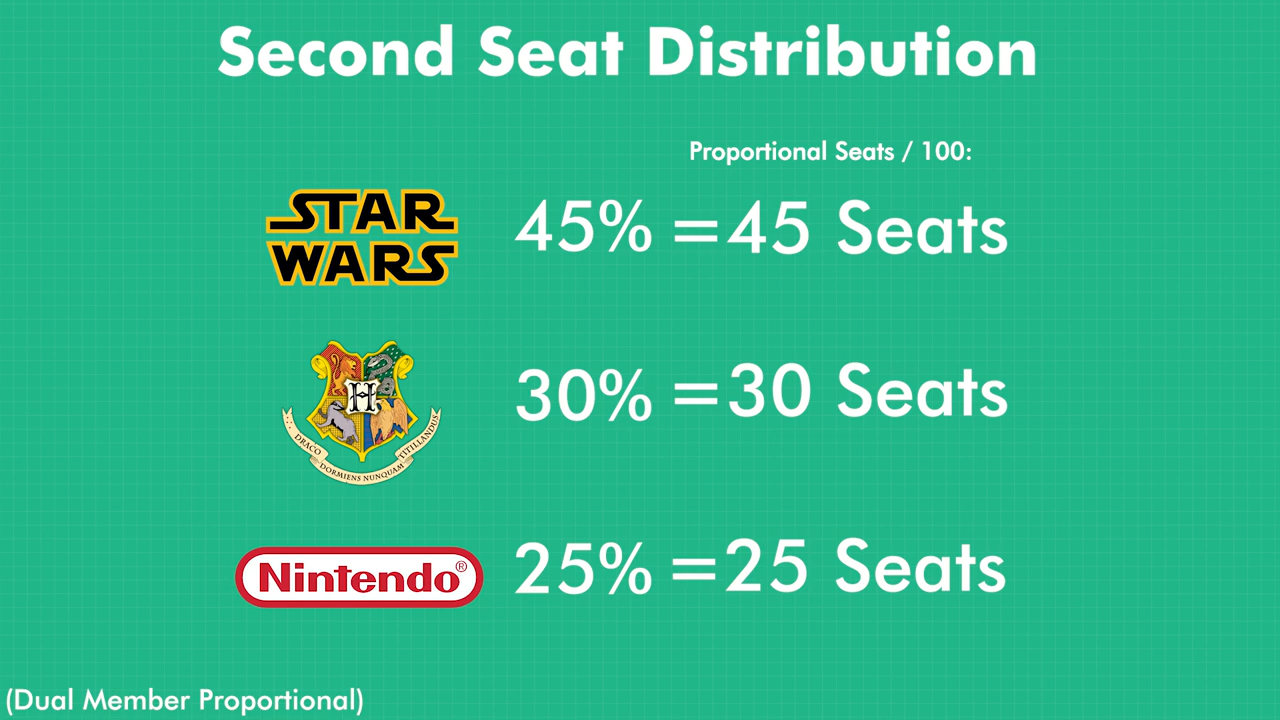 Second Seat Distribution
Proportional Seats / 100:
STAR
WARS
45% = 45 Seats
H
DRACO DORMIENS NUNQUAM TITILLANDUS
30% = 30 Seats
Nintendo®
25% = 25 Seats
(Dual Member Proportional)